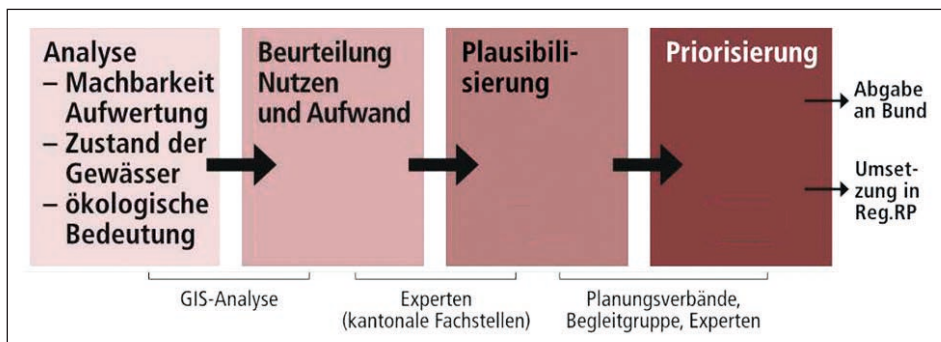 Analyse
– Machbarkeit
Aufwertung
– Zustand der
Gewässer
– ökologische
Bedeutung
Beurteilung
Nutzen
und Aufwand
Plausibili-
sierung
Priorisierung
Abgabe
an Bund
Umset-
zung in
Reg.RP
GIS-Analyse
Experten
(kantonale Fachstellen)
Planungsverbände,
Begleitgruppe, Experten